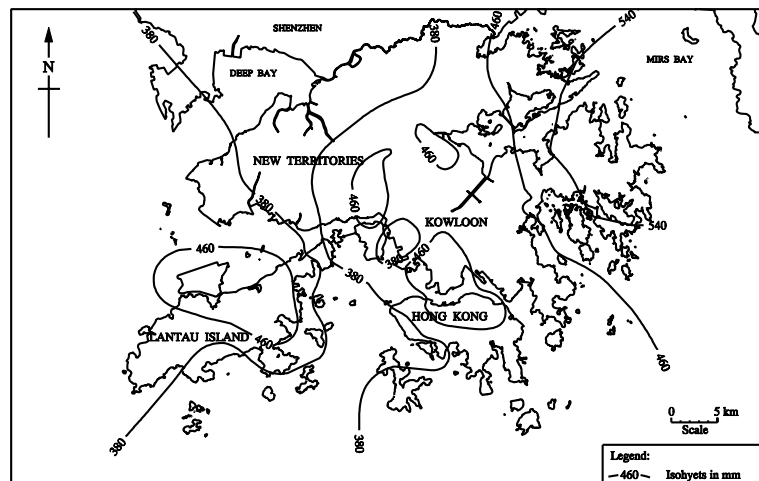 SHENZHEN
380
380
460
540
MIRS BAY
DEEP BAY
N
NEW TERRITORIES
460
460
380
KOWLOON
540
460
460
380
380
HONG KONG
LANTAU ISLAND
460
460
0 5 km
Scale
380
380
Legend:
460 Isohyets in mm